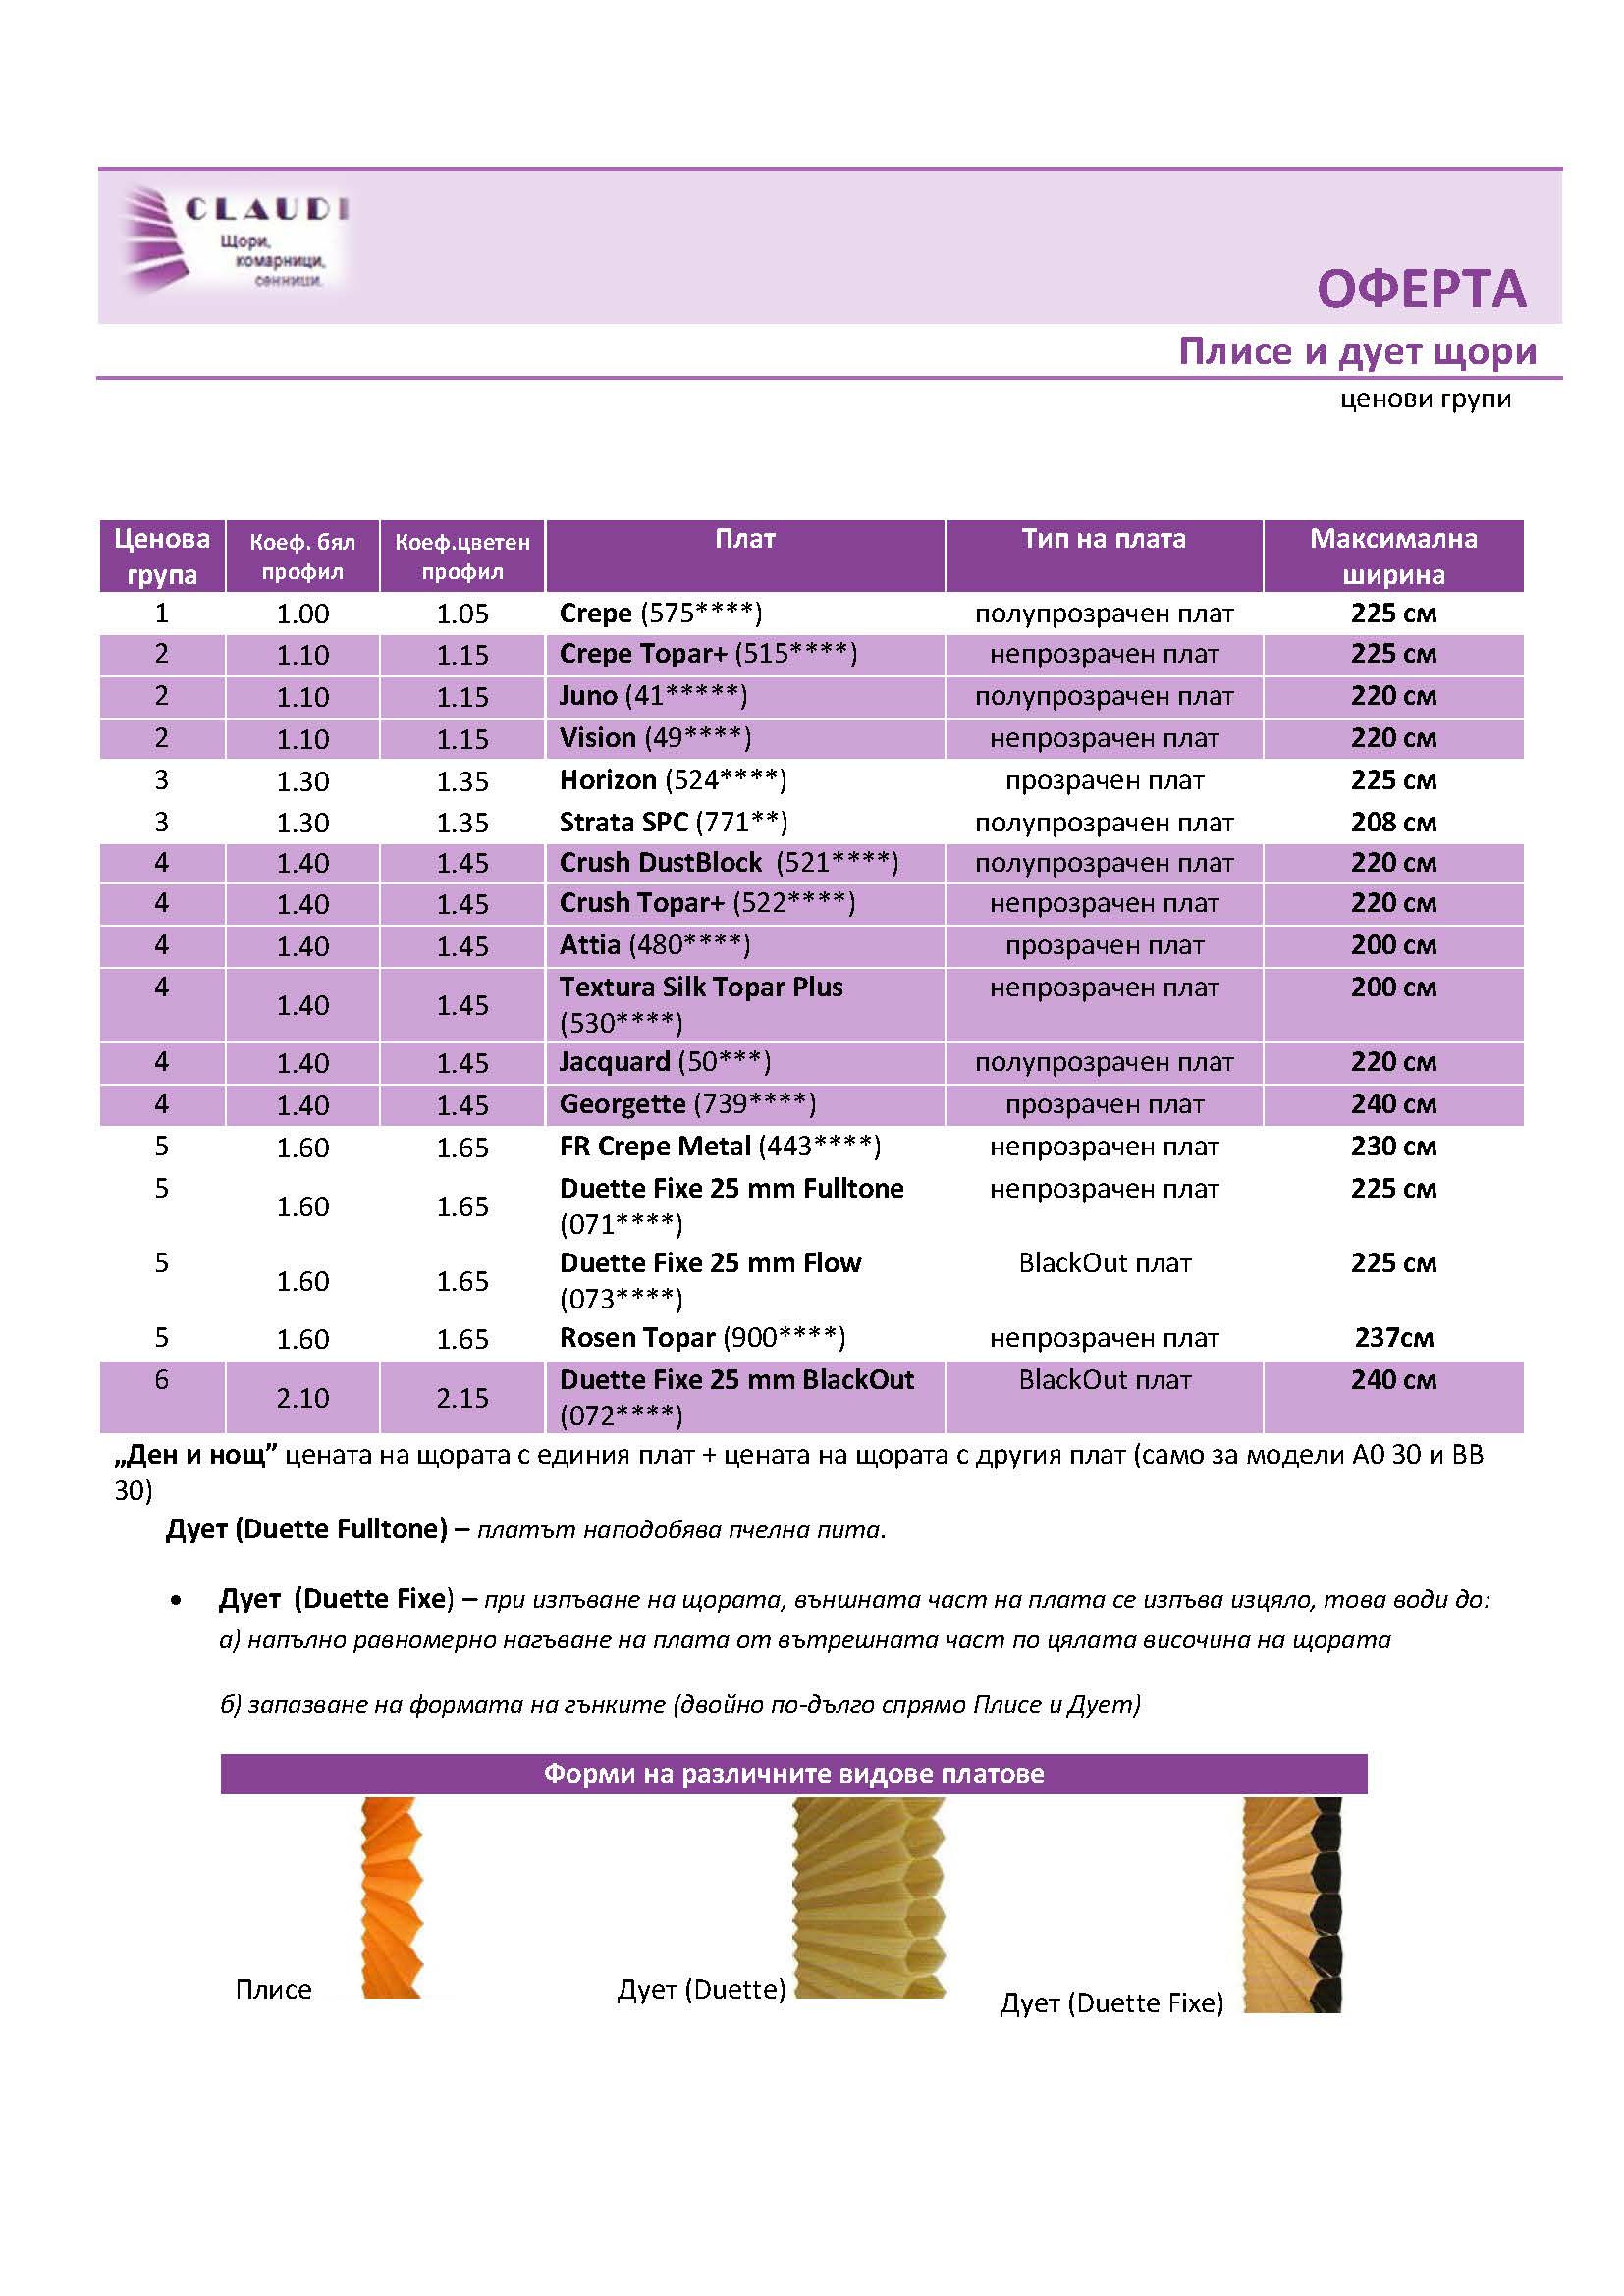 CLAUDI
Щори,
комарници,
сенници.
ОФЕРТА
Плисе и дует щори
ценови групи
Ценова група Коеф. бял профил Коеф.цветен профил Плат Тип на плата Максимална ширина
1 1.00 1.05 Crepe (575****) полупрозрачен плат 225 см
2 1.10 1.15 Crepe Topar+ (515****) непрозрачен плат 225 см
2 1.10 1.15 Juno (41*****) полупрозрачен плат 220 см
2 1.10 1.15 Vision (49****) непрозрачен плат 220 см
3 1.30 1.35 Horizon (524****) прозрачен плат 225 см
3 1.30 1.35 Strata SPC (771**) полупрозрачен плат 208 см
4 1.40 1.45 Crush DustBlock (521****) полупрозрачен плат 220 см
4 1.40 1.45 Crush Topar+ (522****) непрозрачен плат 220 см
4 1.40 1.45 Attia (480****) прозрачен плат 200 см
4 1.40 1.45 Textura Silk Topar Plus (530****) непрозрачен плат 200 см
4 1.40 1.45 Jacquard (50***) полупрозрачен плат 220 см
4 1.40 1.45 Georgette (739****) прозрачен плат 240 см
5 1.60 1.65 FR Crepe Metal (443****) непрозрачен плат 230 см
5 1.60 1.65 Duette Fixe 25 mm Fulltone (071****) непрозрачен плат 225 см
5 1.60 1.65 Duette Fixe 25 mm Flow (073****) BlackOut плат 225 см
5 1.60 1.65 Rosen Topar (900****) непрозрачен плат 237см
6 2.10 2.15 Duette Fixe 25 mm BlackOut (072****) BlackOut плат 240 см
„Ден и нощ” цената на щората с единия плат + цената на щората с другия плат (само за модели А0 30 и ВВ
30)
Дует (Duette Fulltone) – платът наподобява пчелна пита.
• Дует (Duette Fixe) – при изпъване на щората, външната част на плата се изпъва изцяло, това води до:
а) напълно равномерно нагъване на плата от вътрешната част по цялата височина на щората
б) запазване на формата на гънките (двойно по-дълго спрямо Плисе и Дует)
Форми на различните видове платове
Плисе
Дует (Duette)
Дует (Duette Fixe)